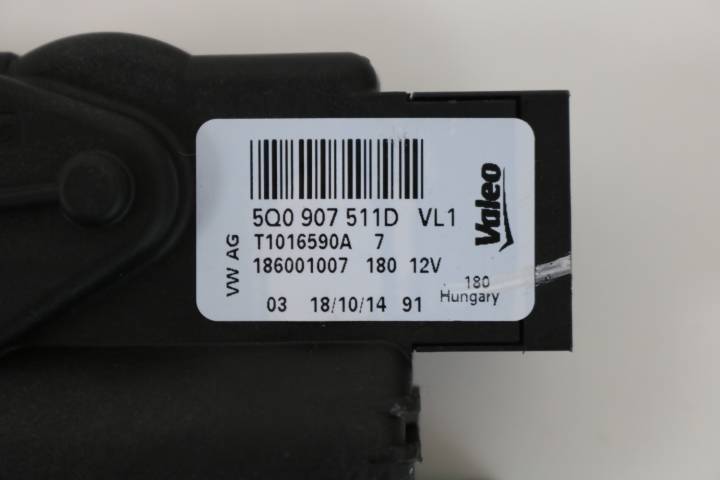 5Q0 907 511D VL1
T1016590A 7
186001007 180 12V
03 18/10/14 91
VW AG
Valeo
180
Hungary